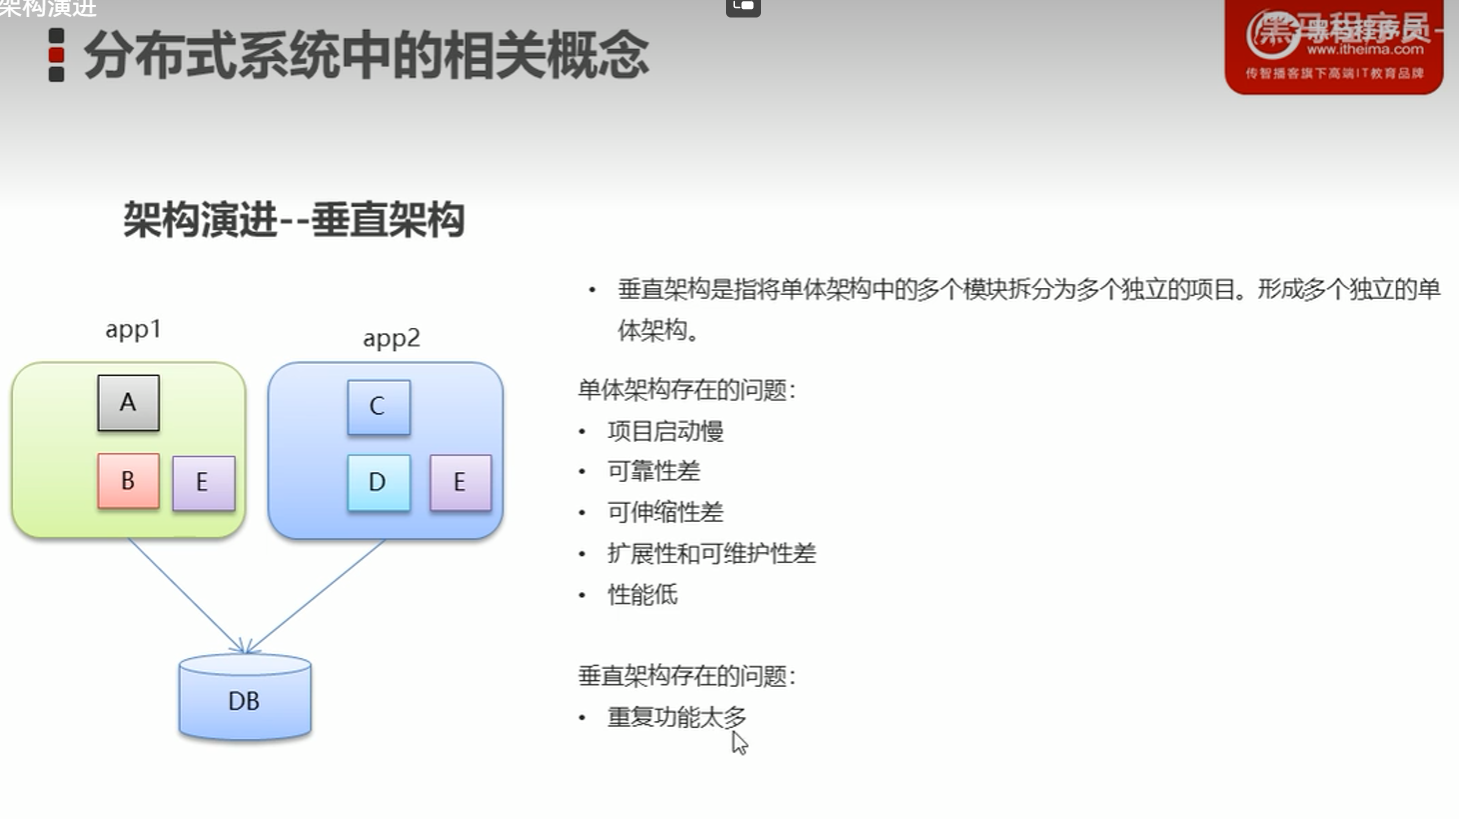 架构演进
分布式系统中的相关概念
黑马程序员
www.itheima.com
传智播客旗下高端IT教育品牌
架构演进--垂直架构
• 垂直架构是指将单体架构中的多个模块拆分为多个独立的项目。形成多个独立的单
体架构。
app1
app2
A
B
E
C
D
E
DB
单体架构存在的问题：
• 项目启动慢
• 可靠性差
• 可伸缩性差
• 扩展性和可维护性差
• 性能低
垂直架构存在的问题：
• 重复功能太多